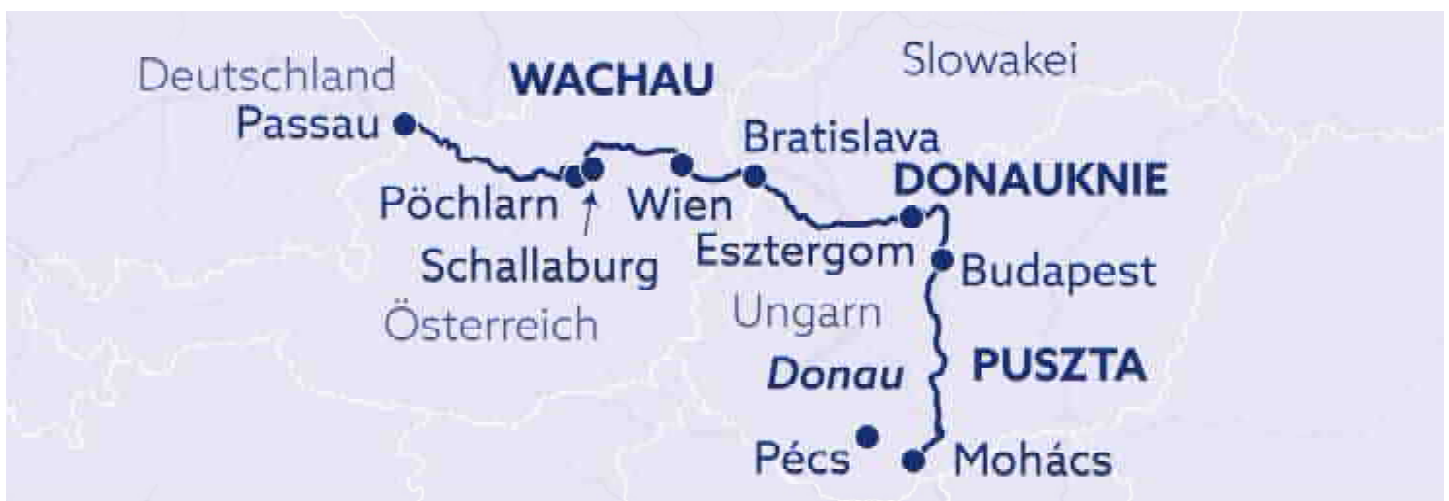 Deutschland
WACHAU
Slowakei
Passau
Bratislava
DONAUKNIE
Pöchlarn
Wien
Schallaburg
Esztergom
Budapest
Österreich
Ungarn
Donau
PUSZTA
Pécs
Mohács